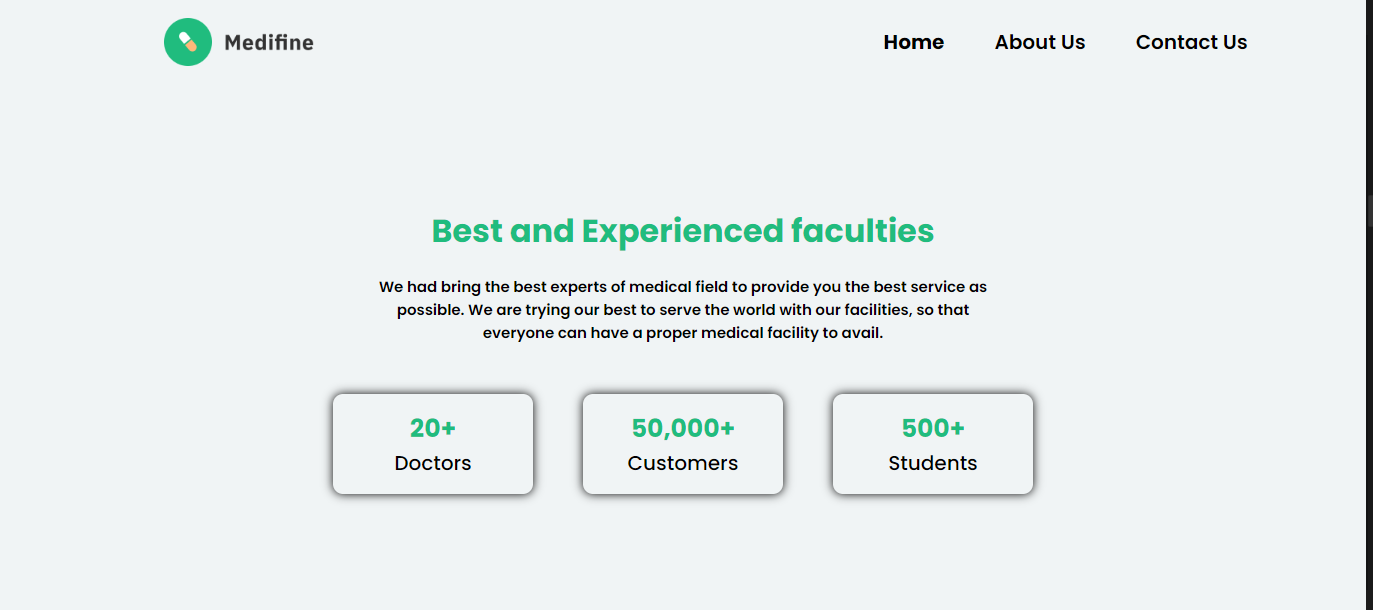 Medifine
Home
About Us
Contact Us
Best and Experienced faculties
We had bring the best experts of medical field to provide you the best service as
possible. We are trying our best to serve the world with our facilities, so that
everyone can have a proper medical facility to avail.
20+
Doctors
50,000+
Customers
500+
Students